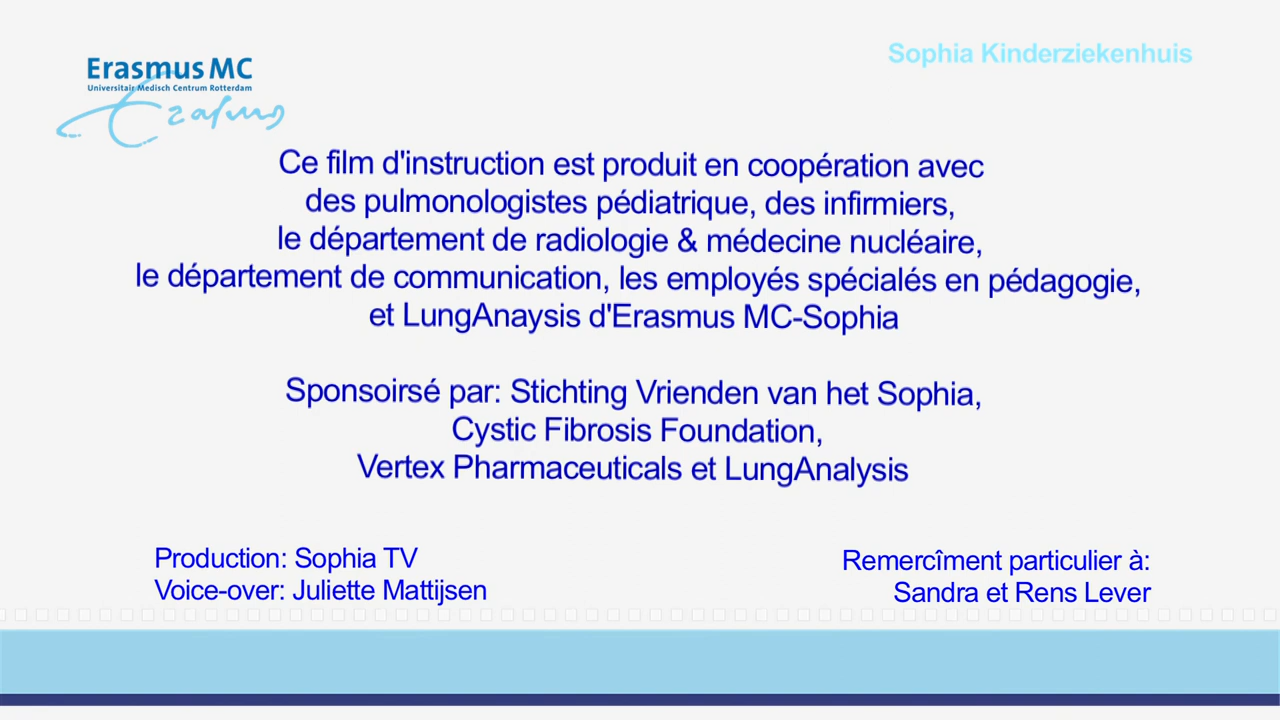 Erasmus MC
Universitair Medisch Centrum Rotterdam
Erasmus
Sophia Kinderziekenhuis
Ce film d'instruction est produit en coopération avec
des pulmonologistes pédiatrique, des infirmiers,
le département de radiologie & médecine nucléaire,
le département de communication, les employés spécialés en pédagogie,
et LungAnaysis d'Erasmus MC-Sophia
Sponsoirsé par: Stichting Vrienden van het Sophia,
Cystic Fibrosis Foundation,
Vertex Pharmaceuticals et LungAnalysis
Production: Sophia TV
Voice-over: Juliette Mattijsen
Remercîment particulier à:
Sandra et Rens Lever